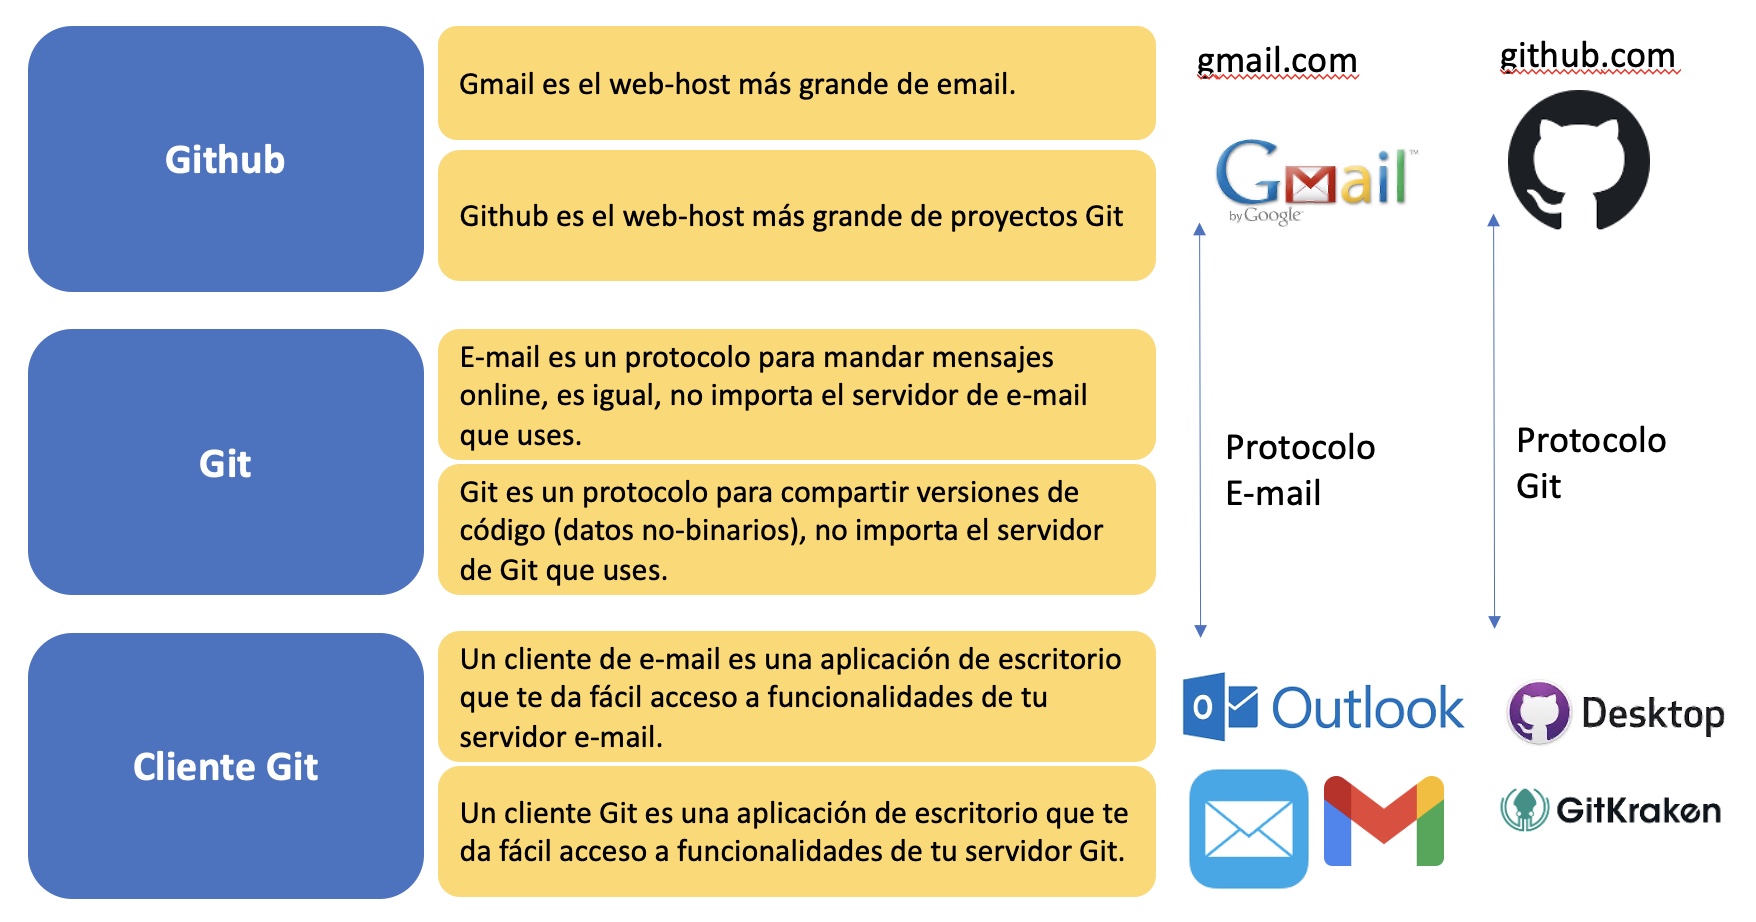 Github
Gmail es el web-host más grande de email.
Github es el web-host más grande de proyectos Git
gmail.com
github.com
Gmail™
by Google™
Git
E-mail es un protocolo para mandar mensajes
online, es igual, no importa el servidor de e-mail
que uses.
Git es un protocolo para compartir versiones de
código (datos no-binarios), no importa el servidor
de Git que uses.
Protocolo
E-mail
Protocolo
Git
Cliente Git
Un cliente de e-mail es una aplicación de escritorio
que te da fácil acceso a funcionalidades de tu
servidor e-mail.
Un cliente Git es una aplicación de escritorio que te
da fácil acceso a funcionalidades de tu servidor Git.
O Outlook
Desktop
GitKraken